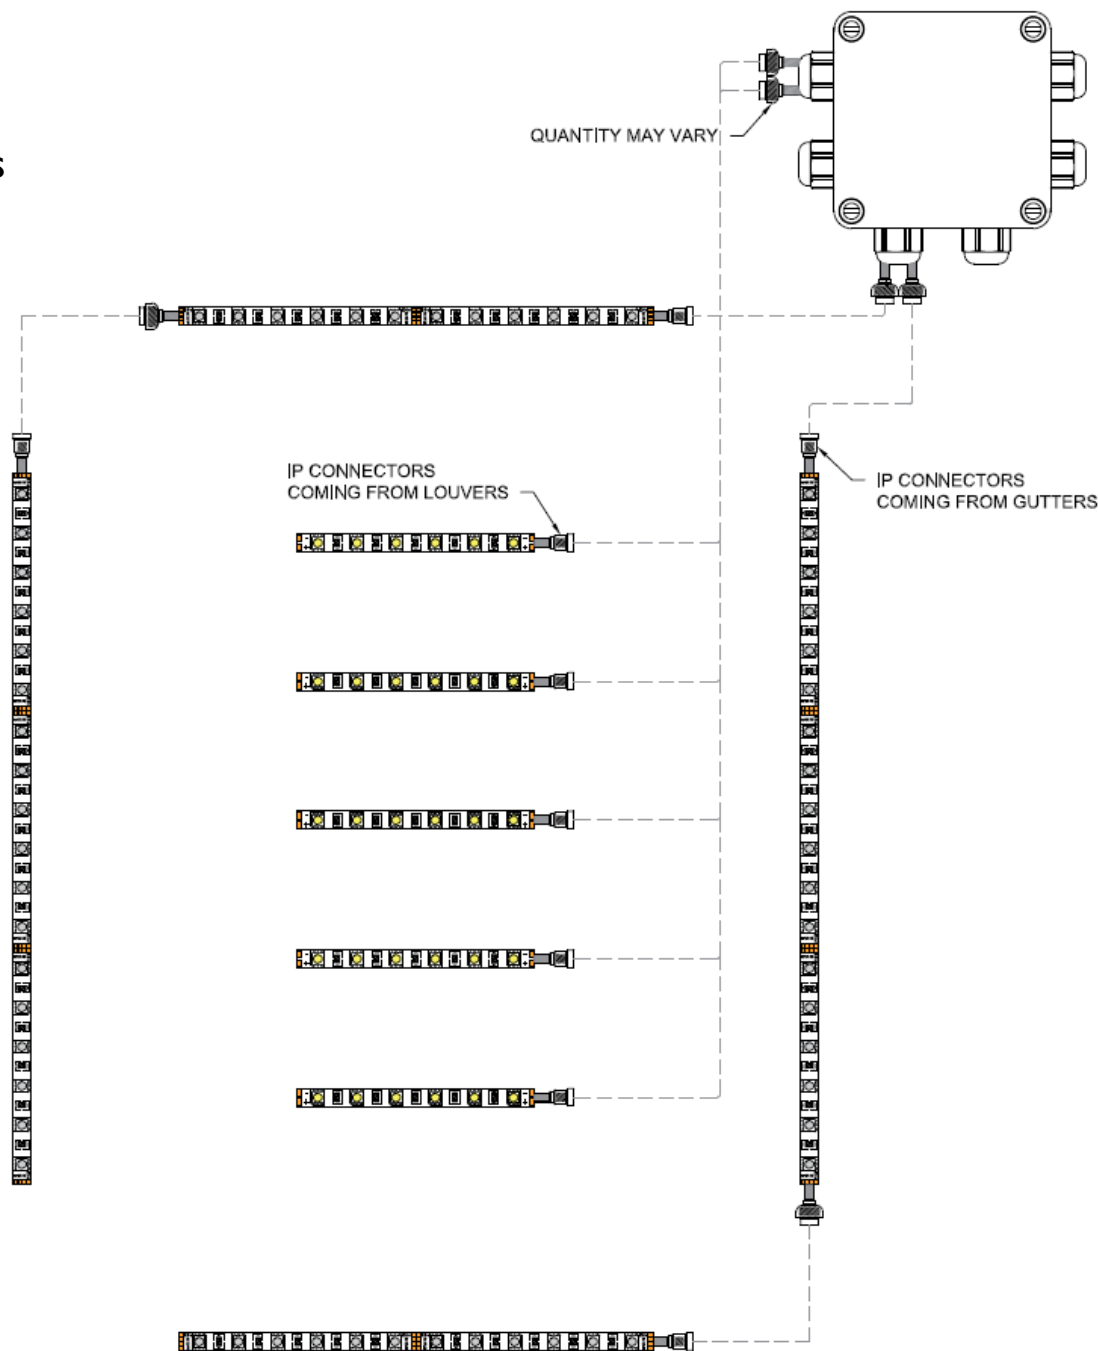 QUANTITY MAY VARY
S
IP CONNECTORS
COMING FROM LOUVERS
IP CONNECTORS
COMING FROM GUTTERS